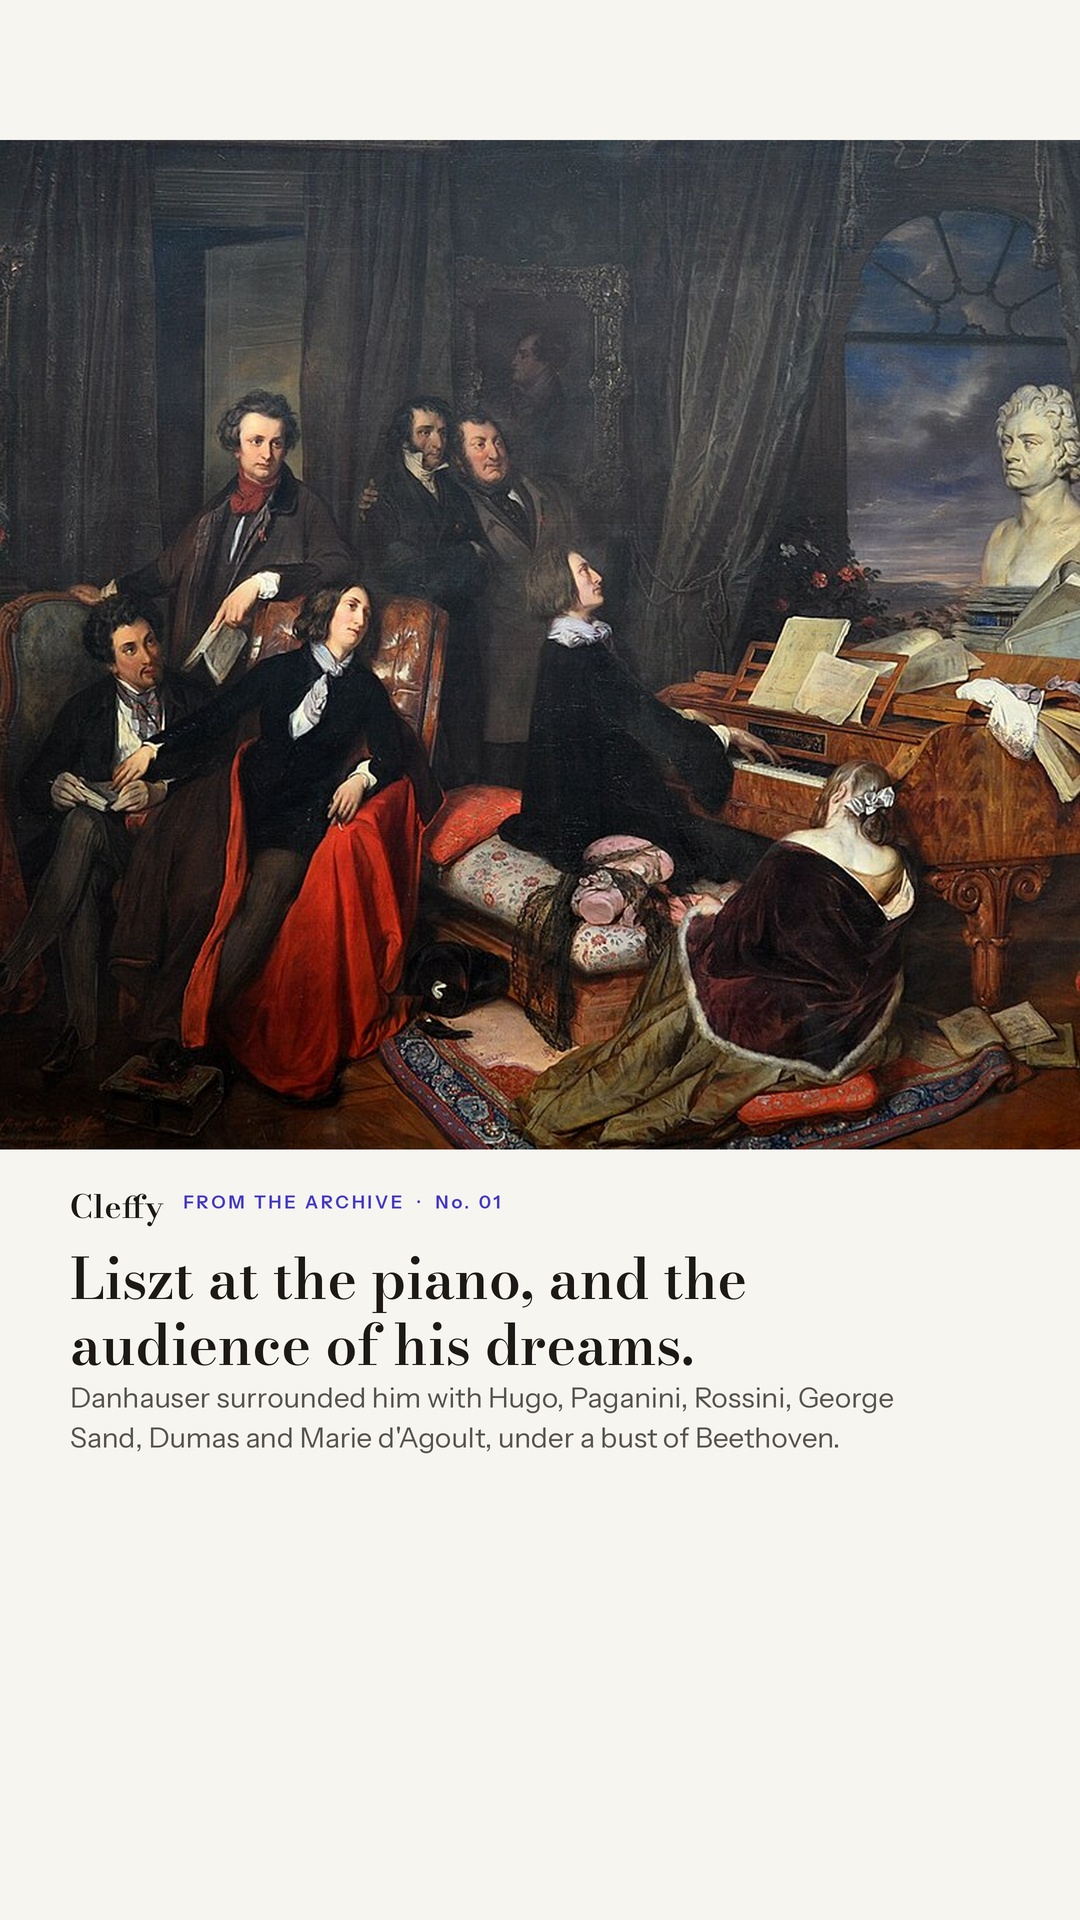 Cleffy FROM THE ARCHIVE · No. 01
Liszt at the piano, and the
audience of his dreams.
Danhauser surrounded him with Hugo, Paganini, Rossini, George
Sand, Dumas and Marie d'Agoult, under a bust of Beethoven.